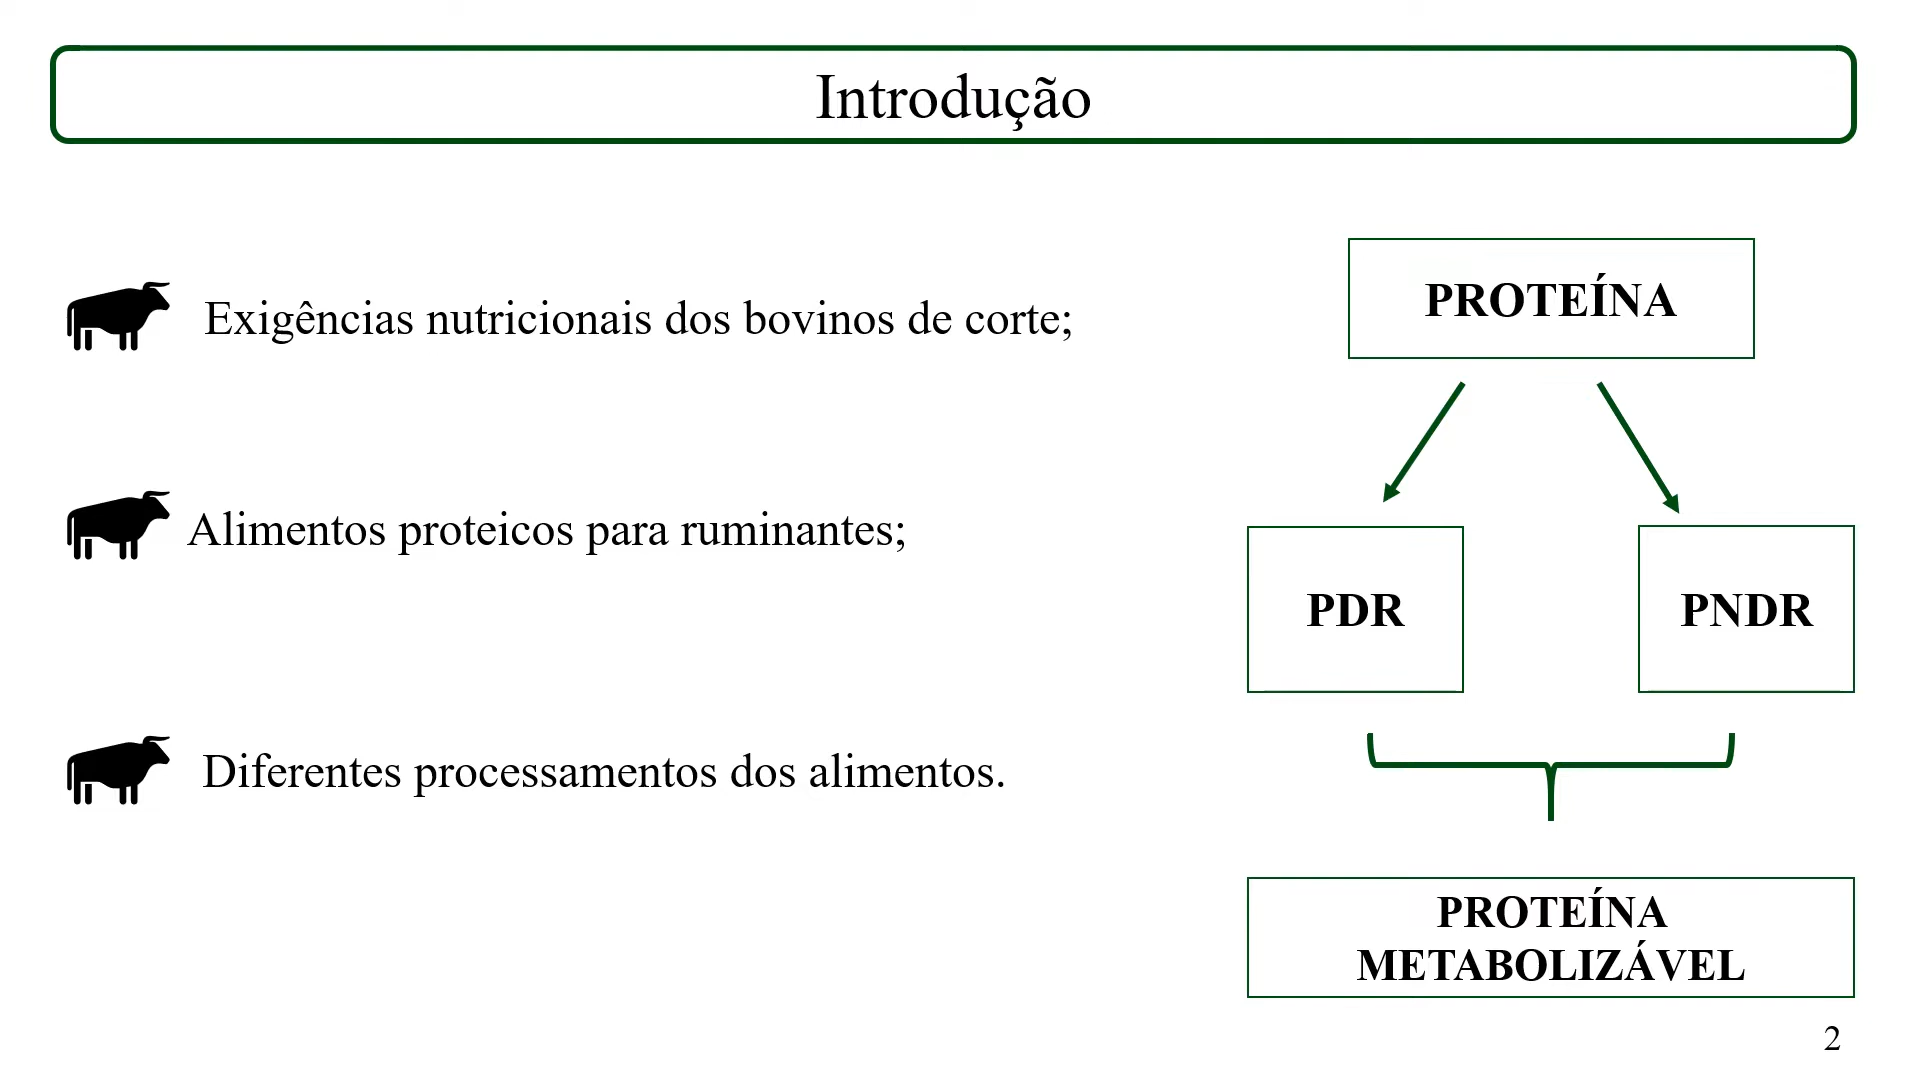 Introdução
Exigências nutricionais dos bovinos de corte;
Alimentos proteicos para ruminantes;
Diferentes processamentos dos alimentos.
PROTEÍNA
PDR
PNDR
PROTEÍNA
METABOLIZÁVEL
2